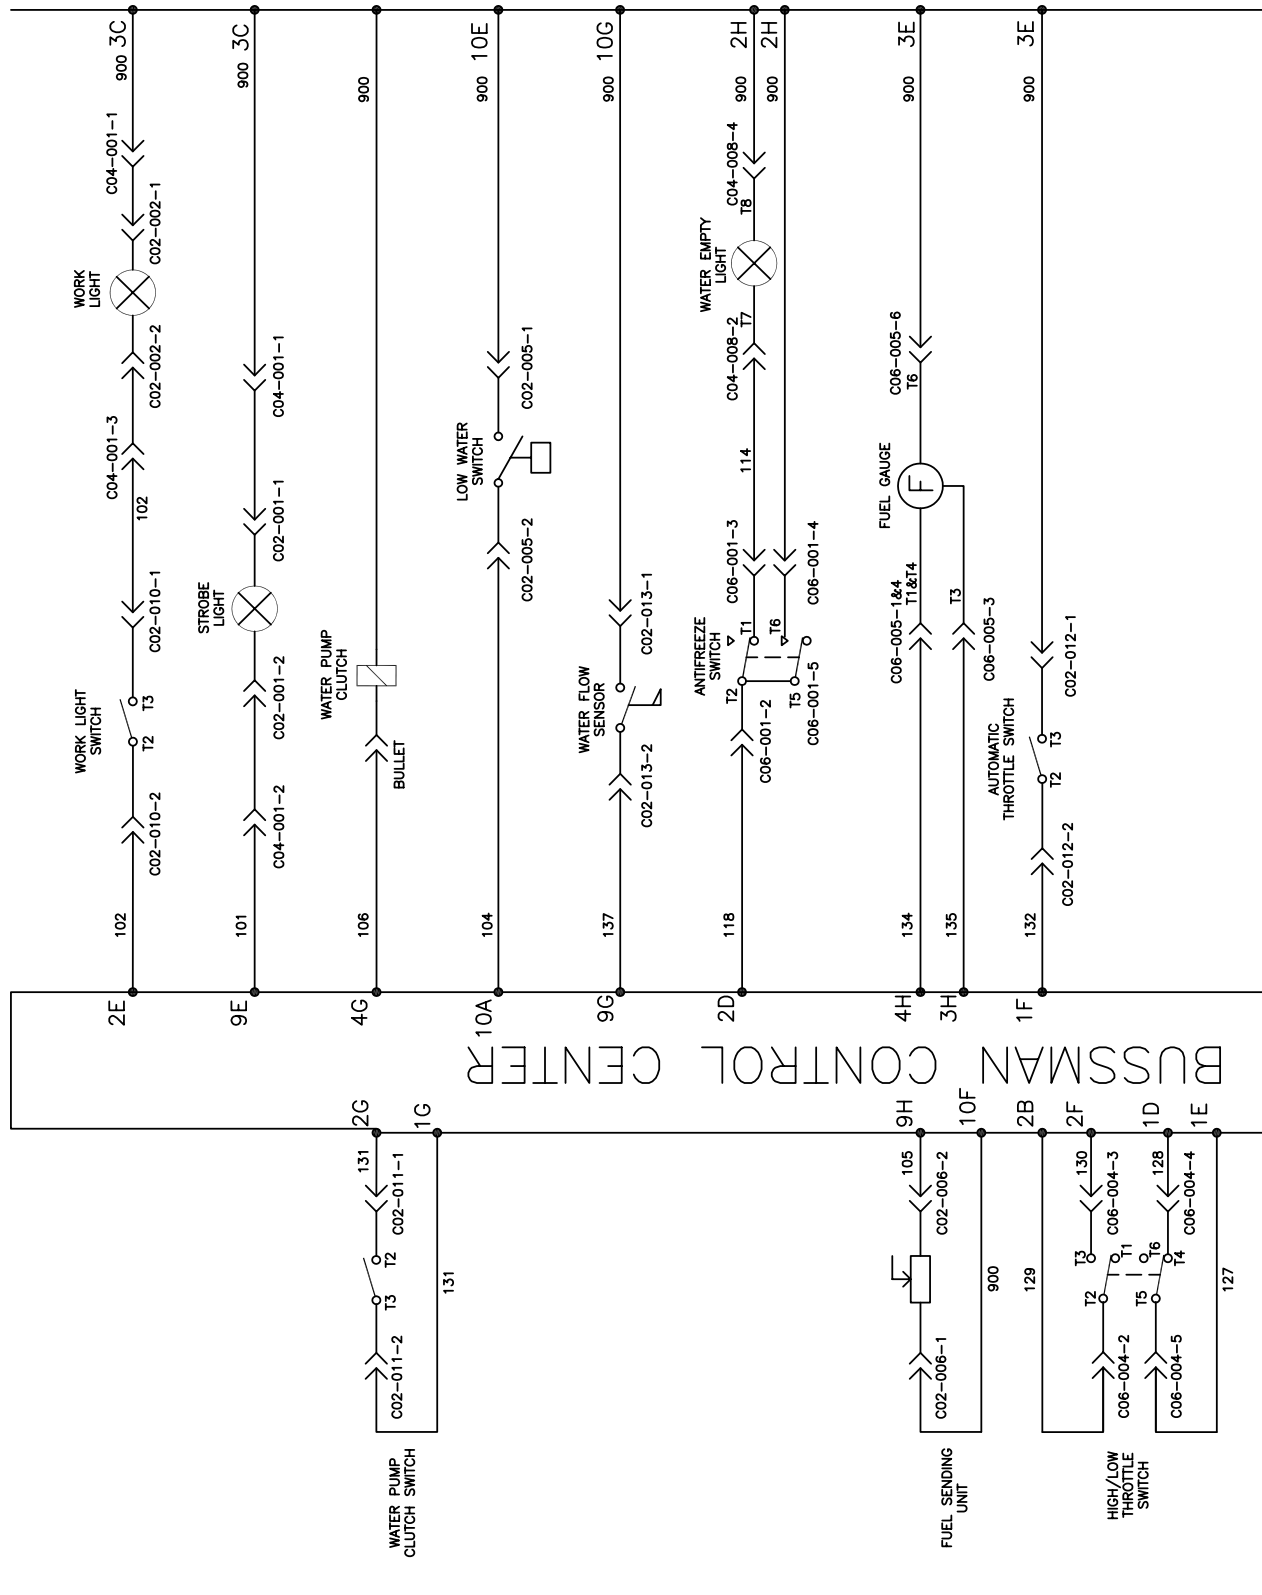 900 3C
C04-001-1
C02-002-1
WORK
LIGHT
C02-002-2
C04-001-3
102
C02-010-1
WORK LIGHT
SWITCH
T3
T2
C02-010-2
102
2E
900 3C
C04-001-1
C02-001-1
STROBE
LIGHT
C02-001-2
C04-001-2
101
9E
900
WATER PUMP
CLUTCH
BULLET
106
4G
900 10E
C02-005-1
LOW WATER
SWITCH
C02-005-2
104
10A
900 10G
C02-013-1
WATER FLOW
SENSOR
C02-013-2
137
9G
900 2H
900 2H
C04-008-4
T8
WATER EMPTY
LIGHT
T7
C04-008-2
114
C06-001-3
C06-001-4
ANTIFREEZE
SWITCH
T1
T6
T2
T5
C06-001-5
C06-001-2
118
2D
900 3E
C06-005-6
T6
FUEL GAUGE
F
C06-005-1&4
T1&T4
T3
C06-005-3
134
135
4H
3H
900 3E
C02-012-1
AUTOMATIC
THROTTLE SWITCH
T3
T2
C02-012-2
132
1F
BUSSMAN CONTROL CENTER
2G
1G
131
C02-011-1
T2
T3
C02-011-2
131
WATER PUMP
CLUTCH SWITCH
9H
10F
105
C02-006-2
900
C02-006-1
FUEL SENDING
UNIT
2B
2F
1D
1E
130
C06-004-3
128
C06-004-4
T3
T1
T6
T4
T2
T5
129
127
C06-004-2
C06-004-5
HIGH/LOW
THROTTLE
SWITCH